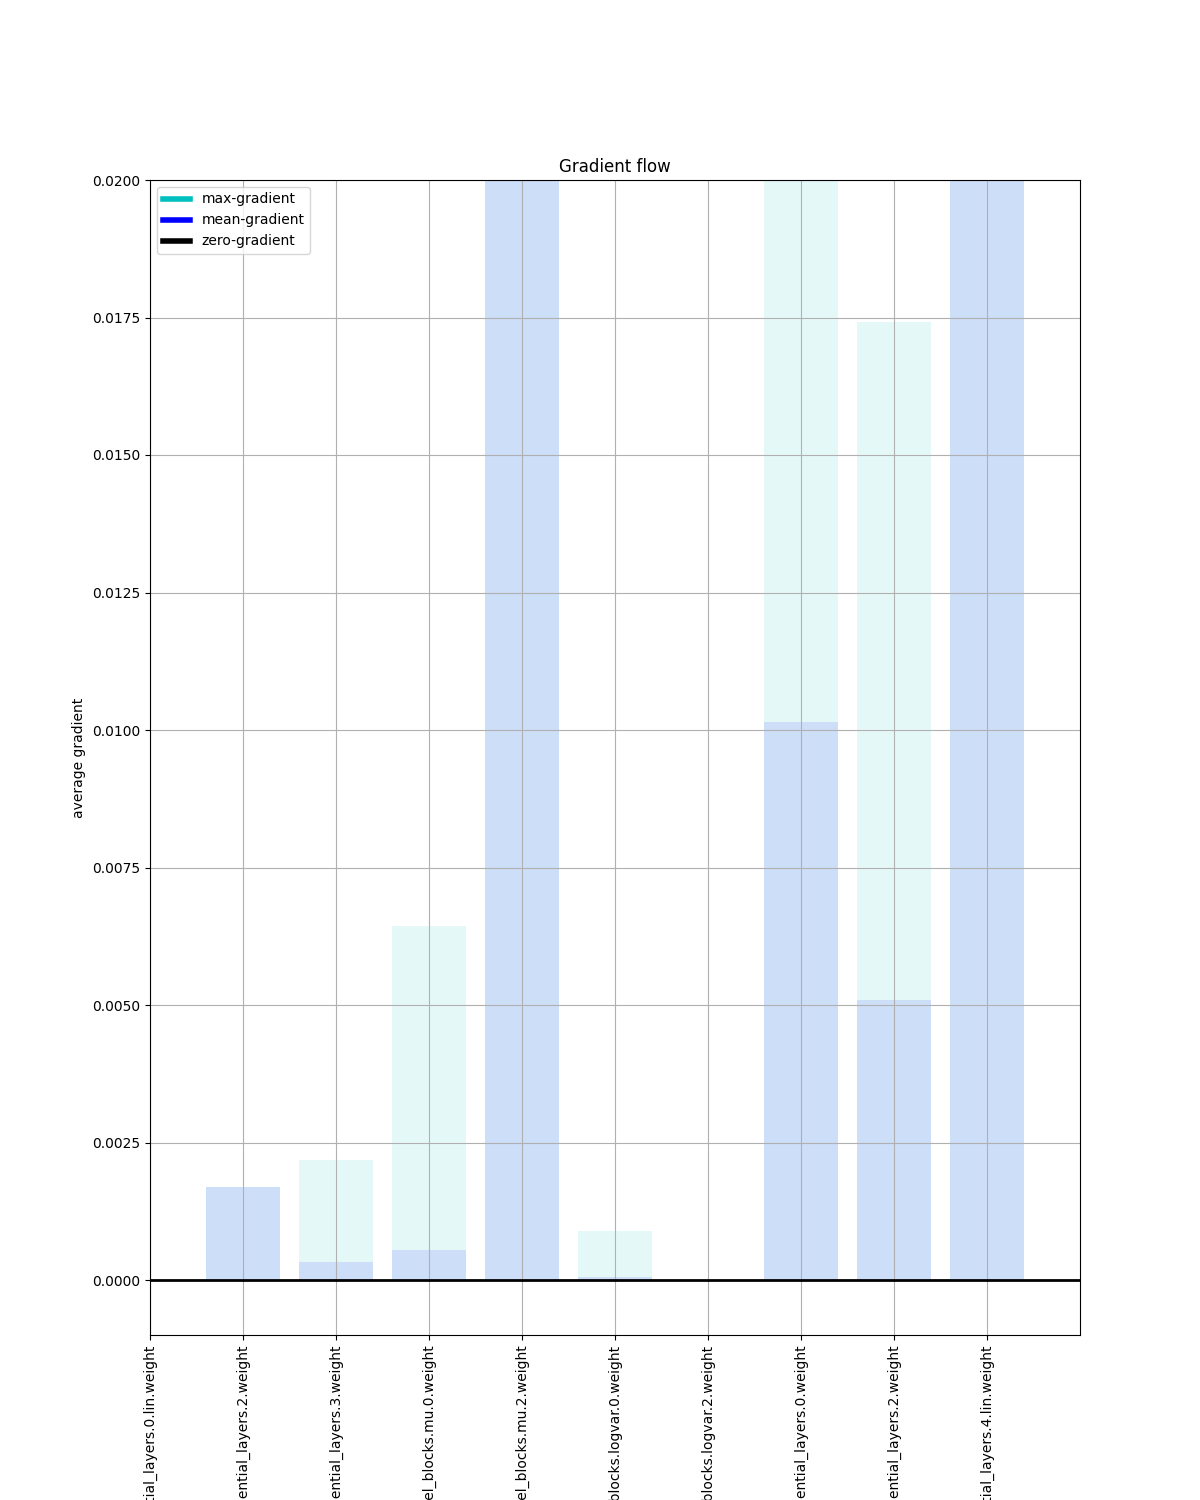 Gradient flow
max-gradient
mean-gradient
zero-gradient
0.0200
0.0175
0.0150
0.0125
0.0100
0.0075
0.0050
0.0025
0.0000
average gradient
tial_layers.0.lin.weight
ential_layers.2.weight
ential_layers.3.weight
el_blocks.mu.0.weight
el_blocks.mu.2.weight
blocks.logvar.0.weight
blocks.logvar.2.weight
ential_layers.0.weight
ential_layers.2.weight
tial_layers.4.lin.weight